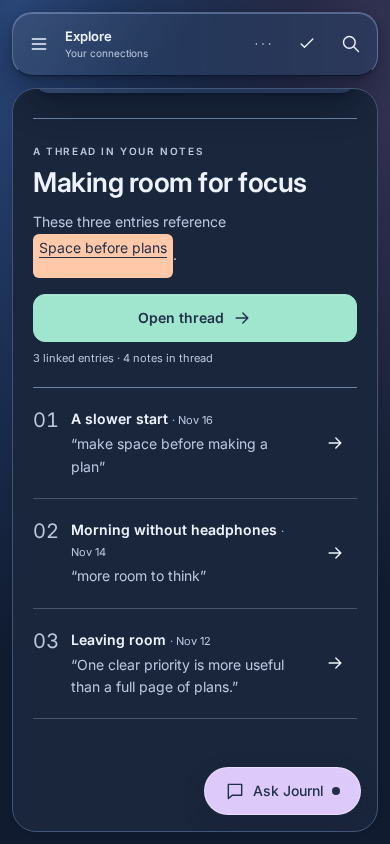 Explore
Your connections
A THREAD IN YOUR NOTES
Making room for focus
These three entries reference
Space before plans.
Open thread
3 linked entries · 4 notes in thread
01 A slower start · Nov 16
“make space before making a
plan”
02 Morning without headphones ·
Nov 14
“more room to think”
03 Leaving room · Nov 12
“One clear priority is more useful
than a full page of plans.”
Ask Journl